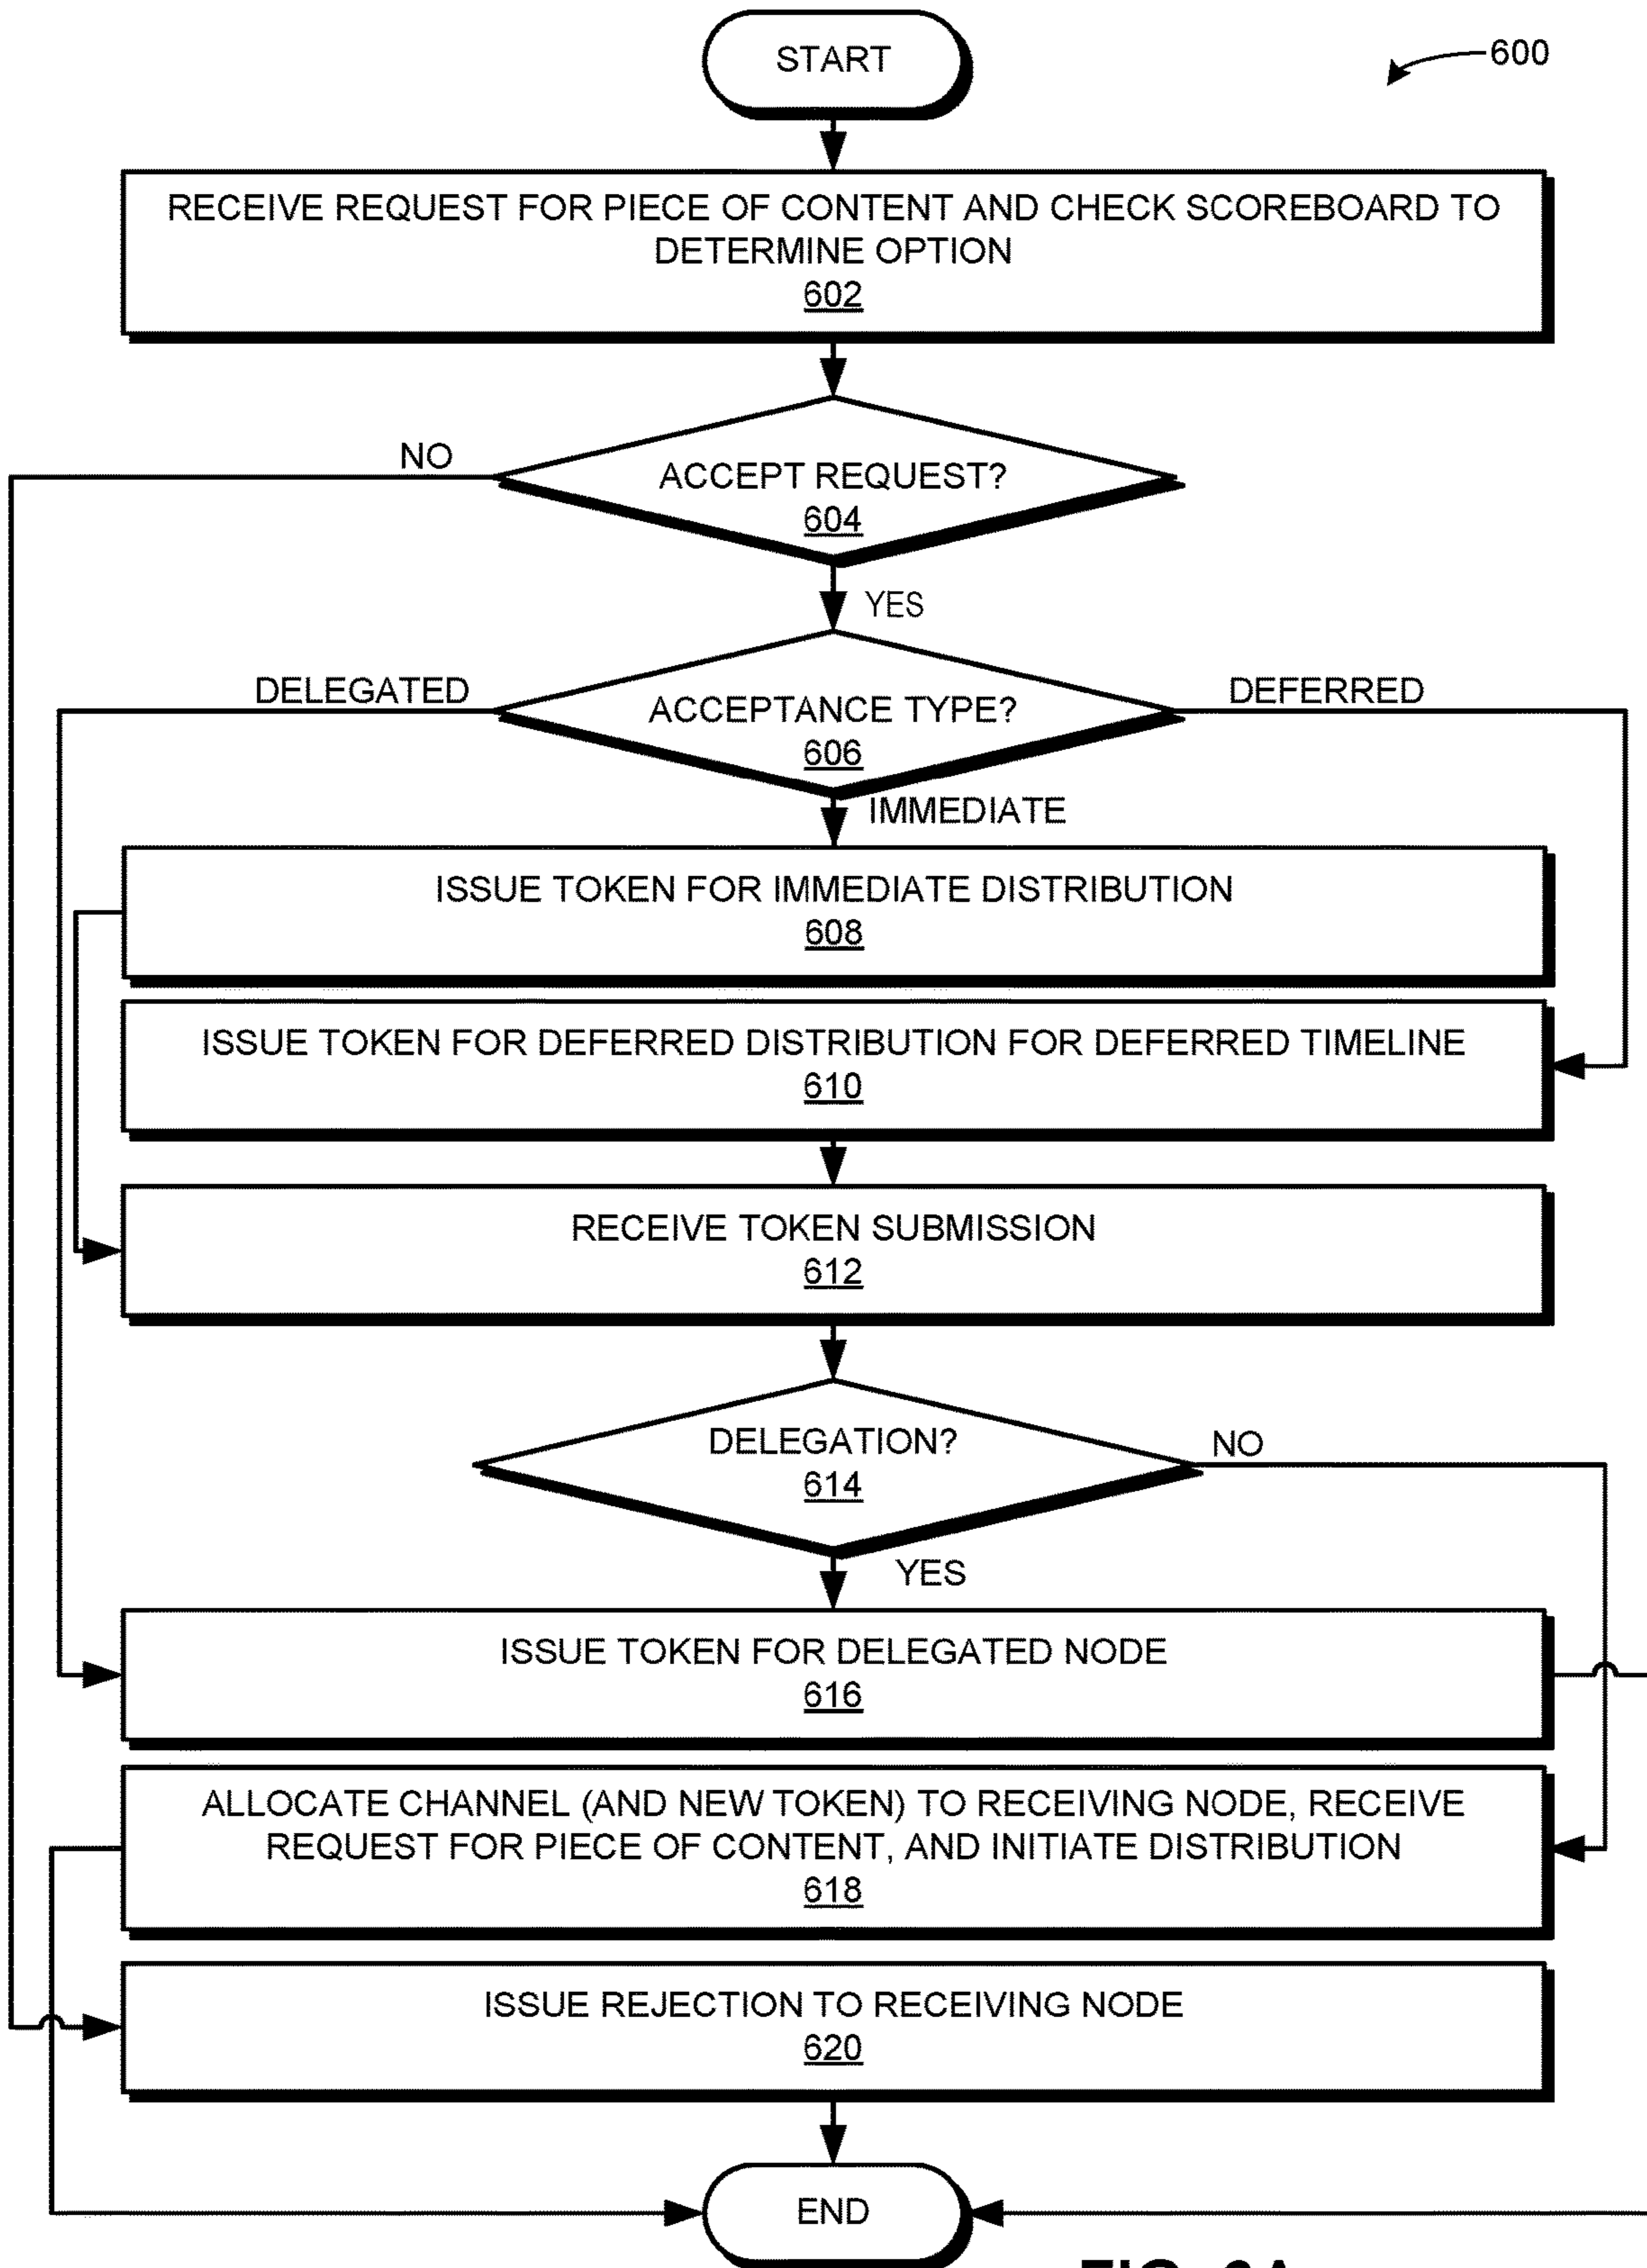 START
600
RECEIVE REQUEST FOR PIECE OF CONTENT AND CHECK SCOREBOARD TO
DETERMINE OPTION
602
NO
ACCEPT REQUEST?
604
YES
DELEGATED
ACCEPTANCE TYPE?
606
DEFERRED
IMMEDIATE
ISSUE TOKEN FOR IMMEDIATE DISTRIBUTION
608
ISSUE TOKEN FOR DEFERRED DISTRIBUTION FOR DEFERRED TIMELINE
610
RECEIVE TOKEN SUBMISSION
612
DELEGATION?
614
NO
YES
ISSUE TOKEN FOR DELEGATED NODE
616
ALLOCATE CHANNEL (AND NEW TOKEN) TO RECEIVING NODE, RECEIVE
REQUEST FOR PIECE OF CONTENT, AND INITIATE DISTRIBUTION
618
ISSUE REJECTION TO RECEIVING NODE
620
END